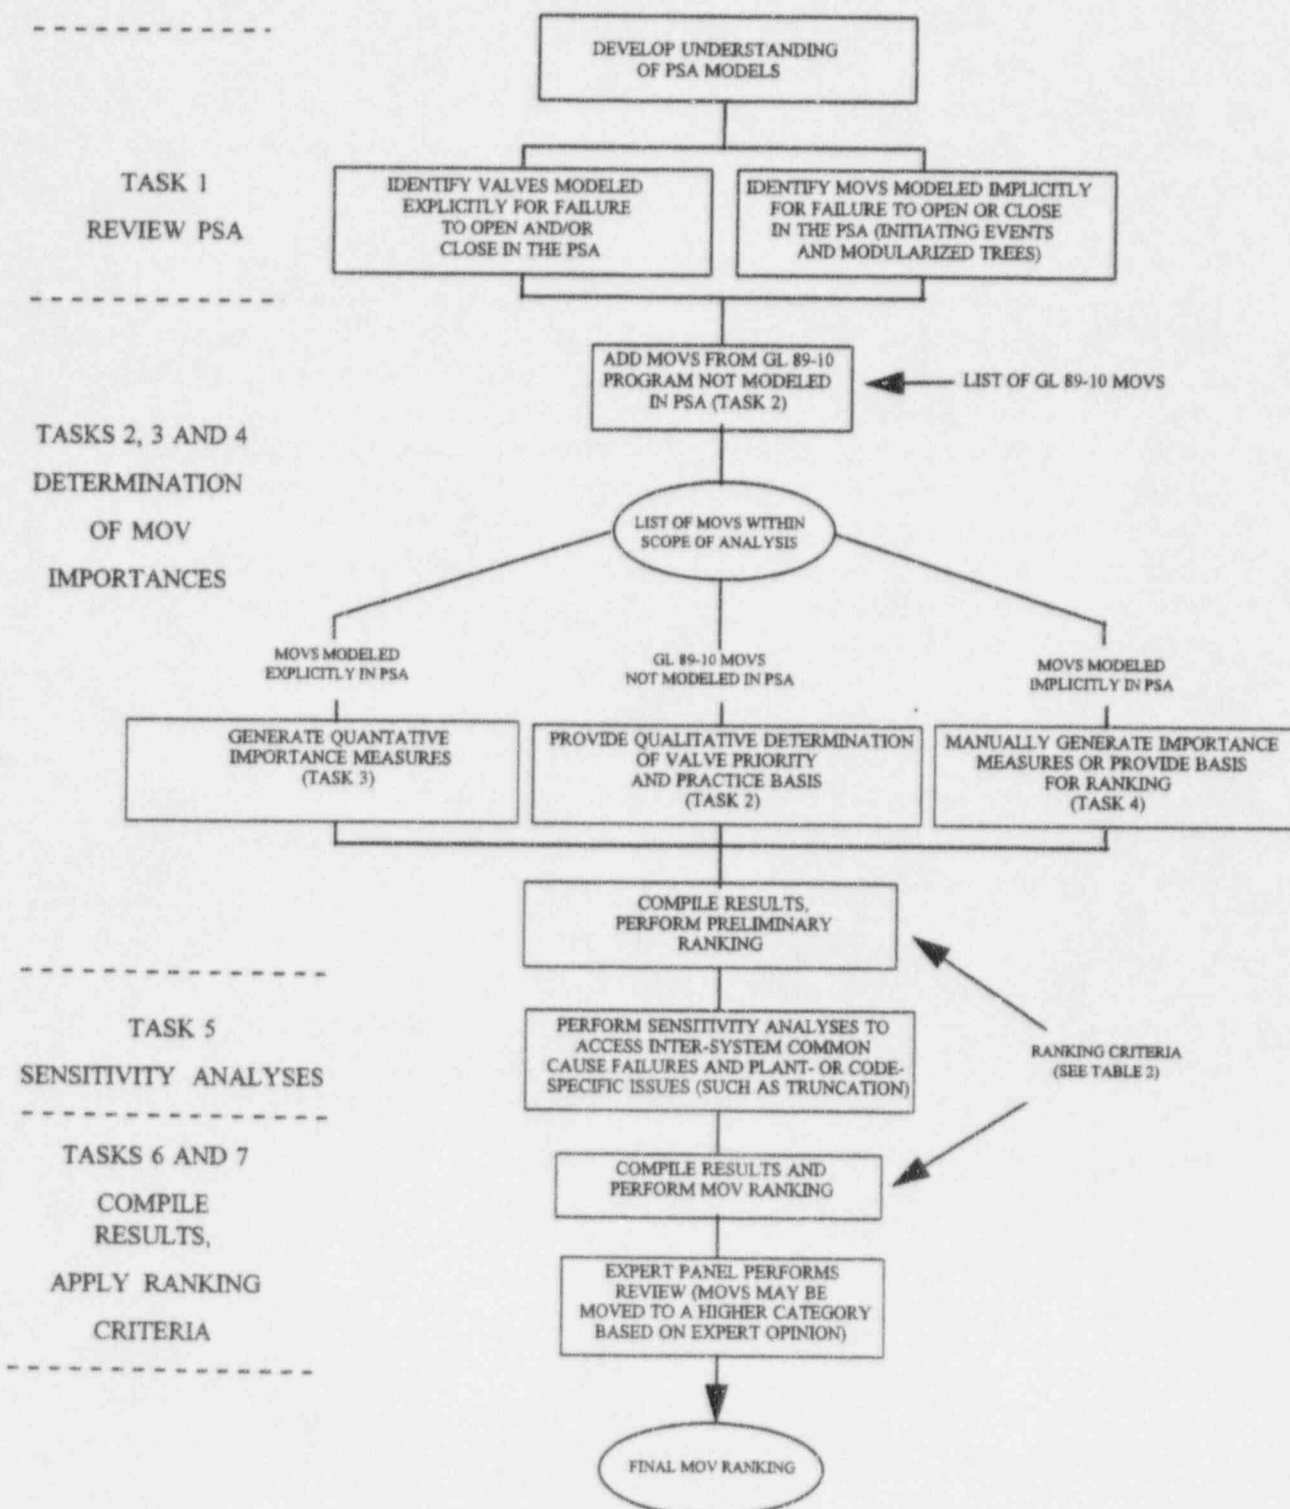 DEVELOP UNDERSTANDING
OF PSA MODELS
TASK 1
REVIEW PSA
IDENTIFY VALVES MODELED
EXPLICITLY FOR FAILURE
TO OPEN AND/OR
CLOSE IN THE PSA
IDENTIFY MOVS MODELED IMPLICITLY
FOR FAILURE TO OPEN OR CLOSE
IN THE PSA (INITIATING EVENTS
AND MODULARIZED TREES)
ADD MOVS FROM GL 89-10
PROGRAM NOT MODELED
IN PSA (TASK 2)
LIST OF GL 89-10 MOVS
TASKS 2, 3 AND 4
DETERMINATION
OF MOV
IMPORTANCES
LIST OF MOVS WITHIN
SCOPE OF ANALYSIS
MOVS MODELED
EXPLICITLY IN PSA
GL 89-10 MOVS
NOT MODELED IN PSA
MOVS MODELED
IMPLICITLY IN PSA
GENERATE QUANTATIVE
IMPORTANCE MEASURES
(TASK 3)
PROVIDE QUALITATIVE DETERMINATION
OF VALVE PRIORITY
AND PRACTICE BASIS
(TASK 2)
MANUALLY GENERATE IMPORTANCE
MEASURES OR PROVIDE BASIS
FOR RANKING
(TASK 4)
COMPILE RESULTS,
PERFORM PRELIMINARY
RANKING
TASK 5
SENSITIVITY ANALYSES
PERFORM SENSITIVITY ANALYSES TO
ACCESS INTER-SYSTEM COMMON
CAUSE FAILURES AND PLANT- OR CODE-
SPECIFIC ISSUES (SUCH AS TRUNCATION)
RANKING CRITERIA
(SEE TABLE 2)
TASKS 6 AND 7
COMPILE
RESULTS,
APPLY RANKING
CRITERIA
COMPILE RESULTS AND
PERFORM MOV RANKING
EXPERT PANEL PERFORMS
REVIEW (MOVS MAY BE
MOVED TO A HIGHER CATEGORY
BASED ON EXPERT OPINION)
FINAL MOV RANKING